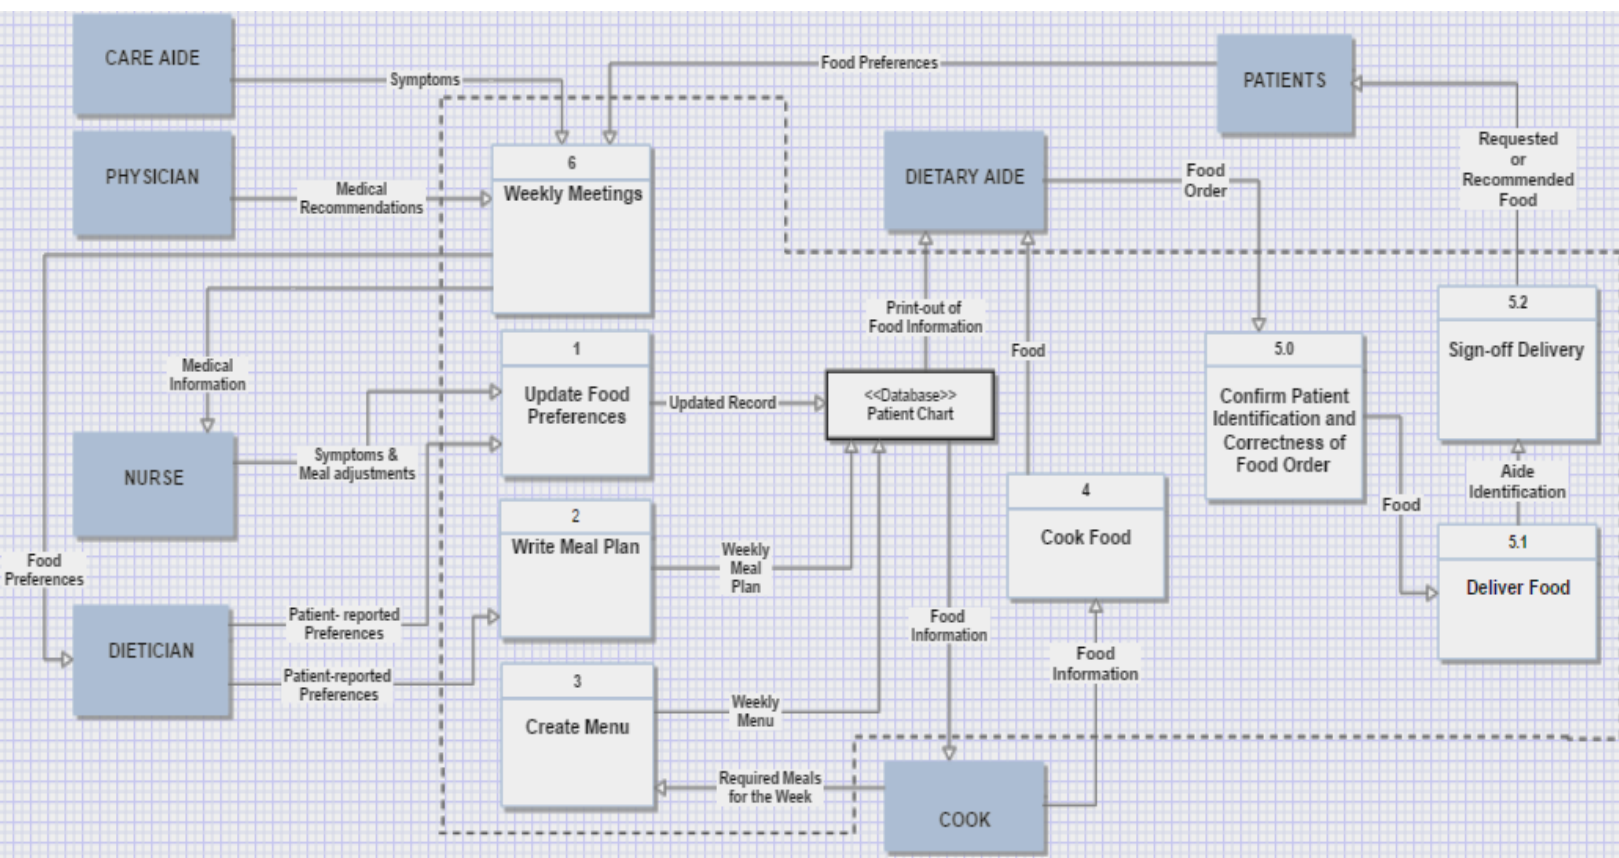 CARE AIDE
Symptoms
Food Preferences
PATIENTS
PHYSICIAN
Medical
Recommendations
6
Weekly Meetings
DIETARY AIDE
Food
Order
Requested
or
Recommended
Food
Medical
Information
Print-out of
Food Information
Food
5.2
Sign-off Delivery
1
Update Food
Preferences
Updated Record
<<Database>>
Patient Chart
5.0
Confirm Patient
Identification and
Correctness of
Food Order
NURSE
Symptoms &
Meal adjustments
2
Write Meal Plan
Weekly
Meal
Plan
4
Cook Food
Food
Aide
Identification
5.1
Deliver Food
Food
Preferences
DIETICIAN
Patient- reported
Preferences
Patient-reported
Preferences
Food
Information
Food
Information
3
Create Menu
Weekly
Menu
Required Meals
for the Week
COOK